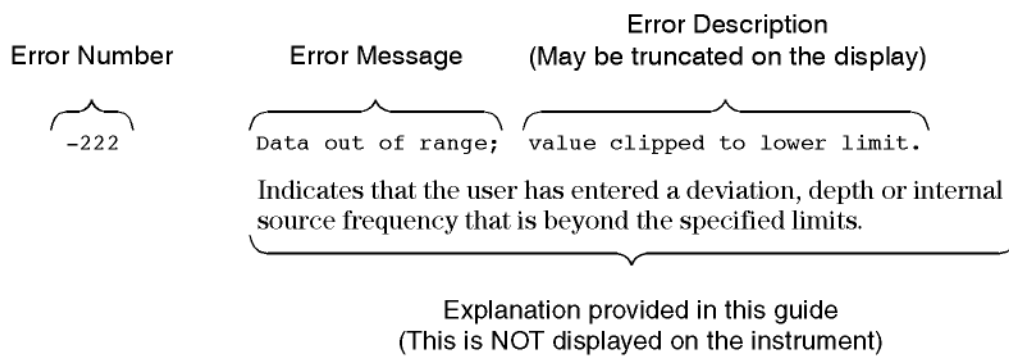 Error Description
Error Number Error Message (May be truncated on the display)
-222 Data out of range; value clipped to lower limit.
Indicates that the user has entered a deviation, depth or internal
source frequency that is beyond the specified limits.
Explanation provided in this guide
(This is NOT displayed on the instrument)